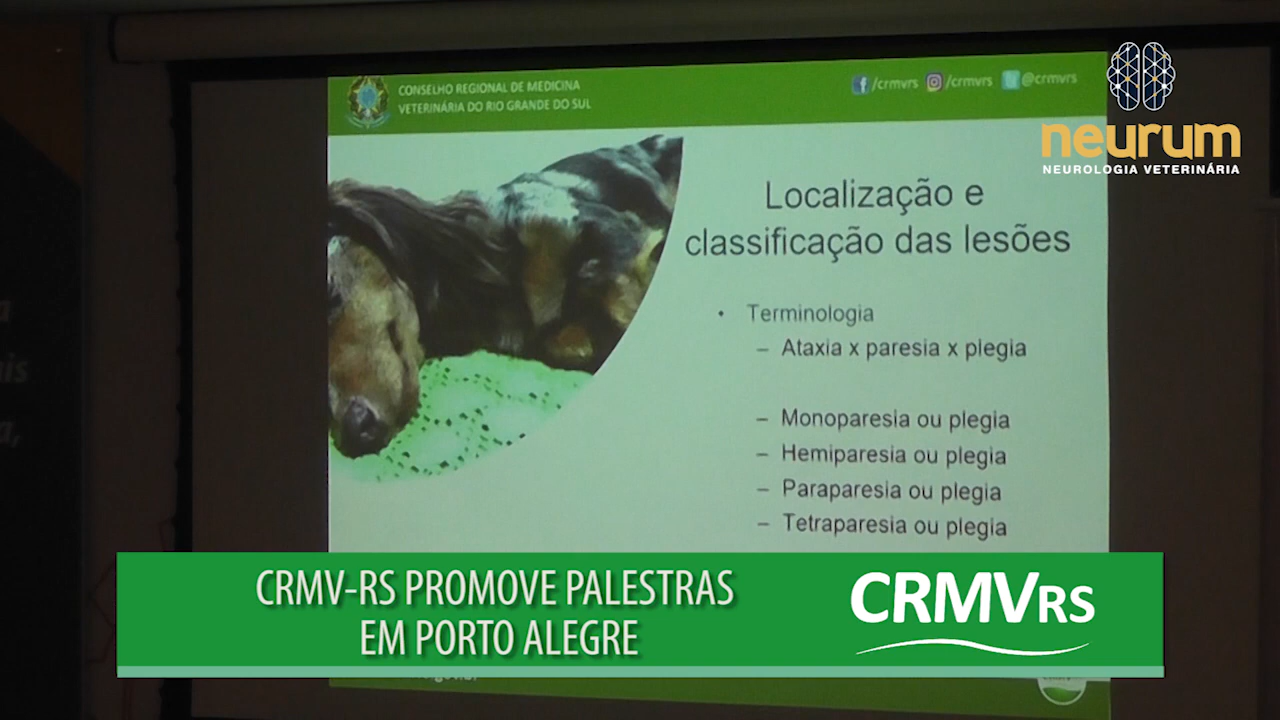 CONSELHO REGIONAL DE MEDICINA
VETERINÁRIA DO RIO GRANDE DO SUL
/crmvrs /crmvrs @crmvrs
neurum
NEUROLOGIA VETERINÁRIA
Localização e
classificação das lesões
• Terminologia
– Ataxia x paresia x plegia
– Monoparesia ou plegia
– Hemiparesia ou plegia
– Paraparesia ou plegia
– Tetraparesia ou plegia
CRMV-RS PROMOVE PALESTRAS
EM PORTO ALEGRE
CRMVRS